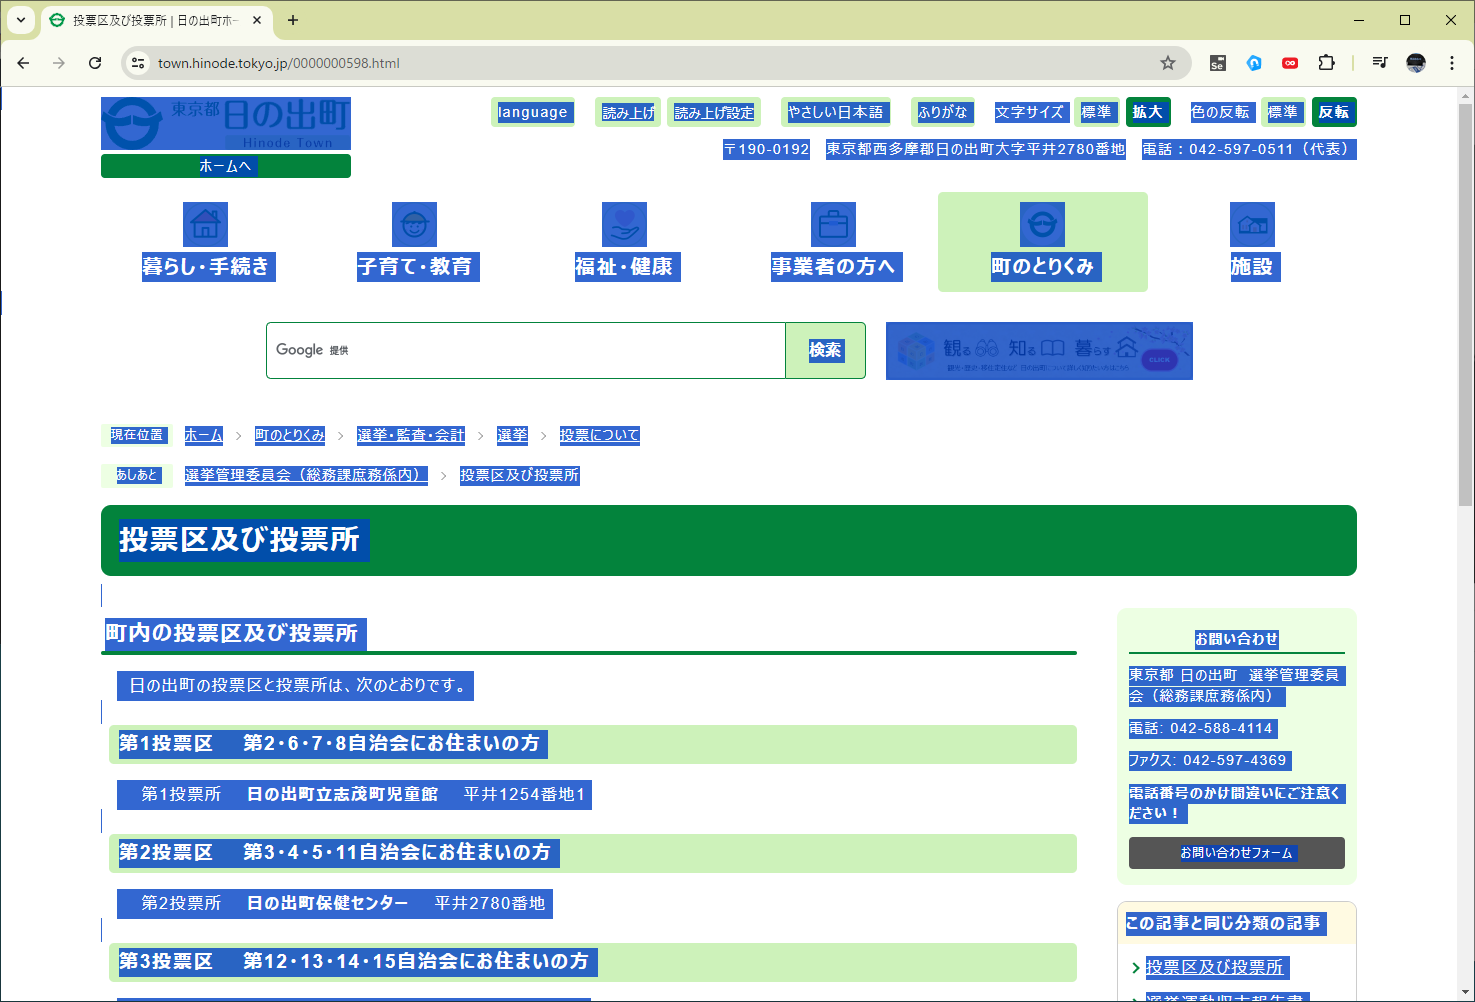 投票区及び投票所 | 日の出町ホー
town.hinode.tokyo.jp/0000000598.html
東京都 日の出町
Hinode Town
ホームへ
language 読み上げ 読み上げ設定 やさしい日本語 ふりがな 文字サイズ 標準 拡大 色の反転 標準 反転
〒190-0192 東京都西多摩郡日の出町大字平井2780番地 電話：042-597-0511（代表）
暮らし・手続き 子育て・教育 福祉・健康 事業者の方へ 町のとりくみ 施設
Google 提供 検索
観る 知る 暮らす
CLICK
現在位置 ホーム 町のとりくみ 選挙・監査・会計 選挙 投票について
あしあと 選挙管理委員会（総務課庶務係内） 投票区及び投票所
投票区及び投票所
町内の投票区及び投票所
日の出町の投票区と投票所は、次のとおりです。
第1投票区 第2・6・7・8自治会にお住まいの方
第1投票所 日の出町立志茂町児童館 平井1254番地1
第2投票区 第3・4・5・11自治会にお住まいの方
第2投票所 日の出町保健センター 平井2780番地
第3投票区 第12・13・14・15自治会にお住まいの方
お問い合わせ
東京都 日の出町 選挙管理委員
会（総務課庶務係内）
電話: 042-588-4114
ファクス: 042-597-4369
電話番号のかけ間違いにご注意く
ださい！
お問い合わせフォーム
この記事と同じ分類の記事
投票区及び投票所
選挙運動収支報告書